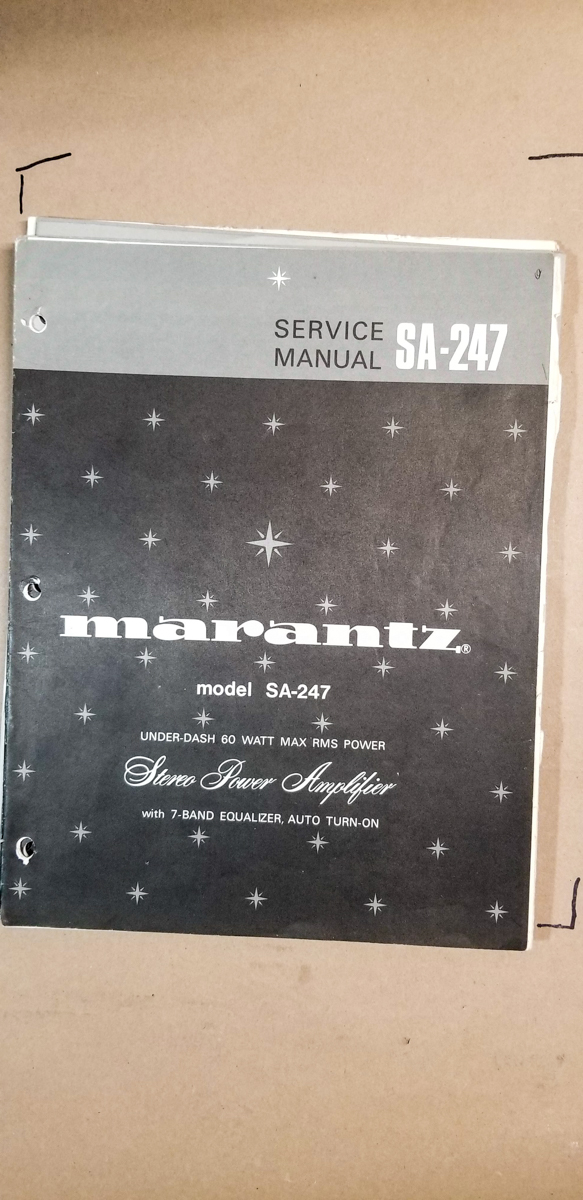 SERVICE
MANUAL SA-247
marantz®
model SA-247
UNDER-DASH 60 WATT MAX RMS POWER
Stereo Power Amplifier
with 7-BAND EQUALIZER, AUTO TURN-ON